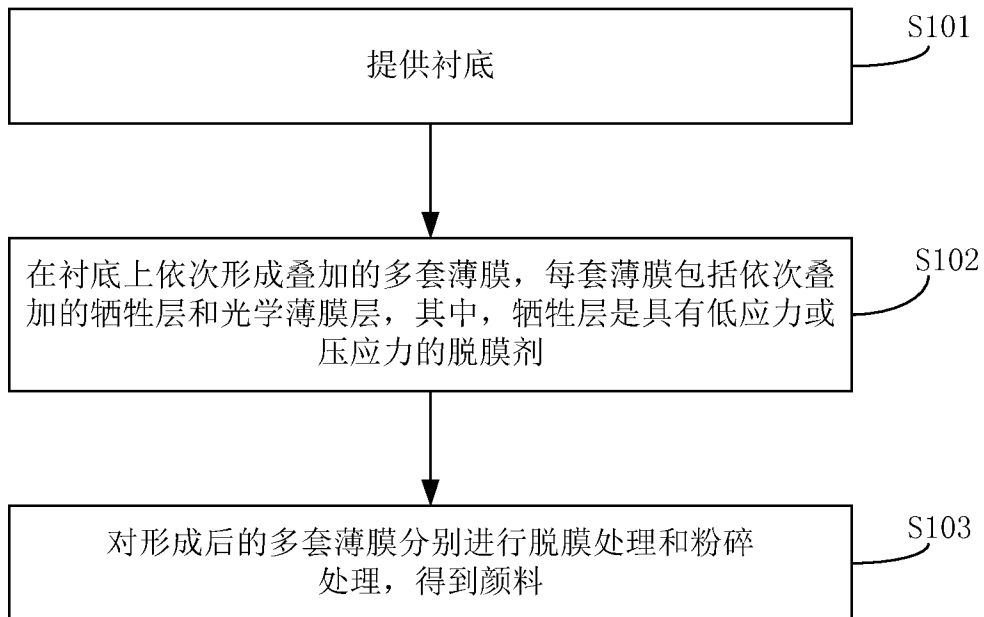 S101
提供衬底
S102
在衬底上依次形成叠加的多套薄膜，每套薄膜包括依次叠
加的牺牲层和光学薄膜层，其中，牺牲层是具有低应力或
压应力的脱膜剂
S103
对形成后的多套薄膜分别进行脱膜处理和粉碎
处理，得到颜料